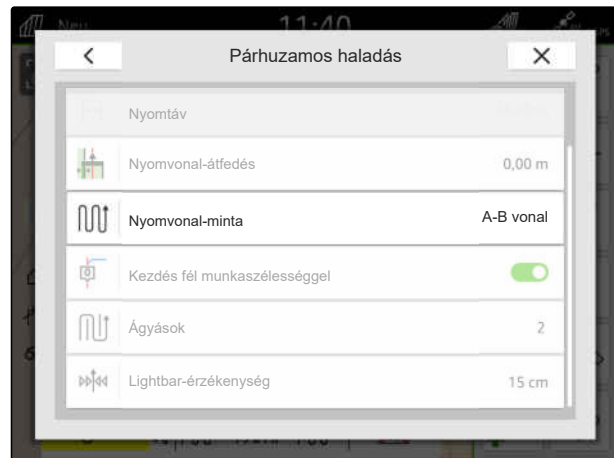 Neu
11:40
Párhuzamos haladás
Nyomtáv
Nyomvonal-átfedés 0,00 m
Nyomvonal-minta A-B vonal
Kezdés fél munkaszélességgel
Ágyások 2
Lightbar-érzékenység 15 cm